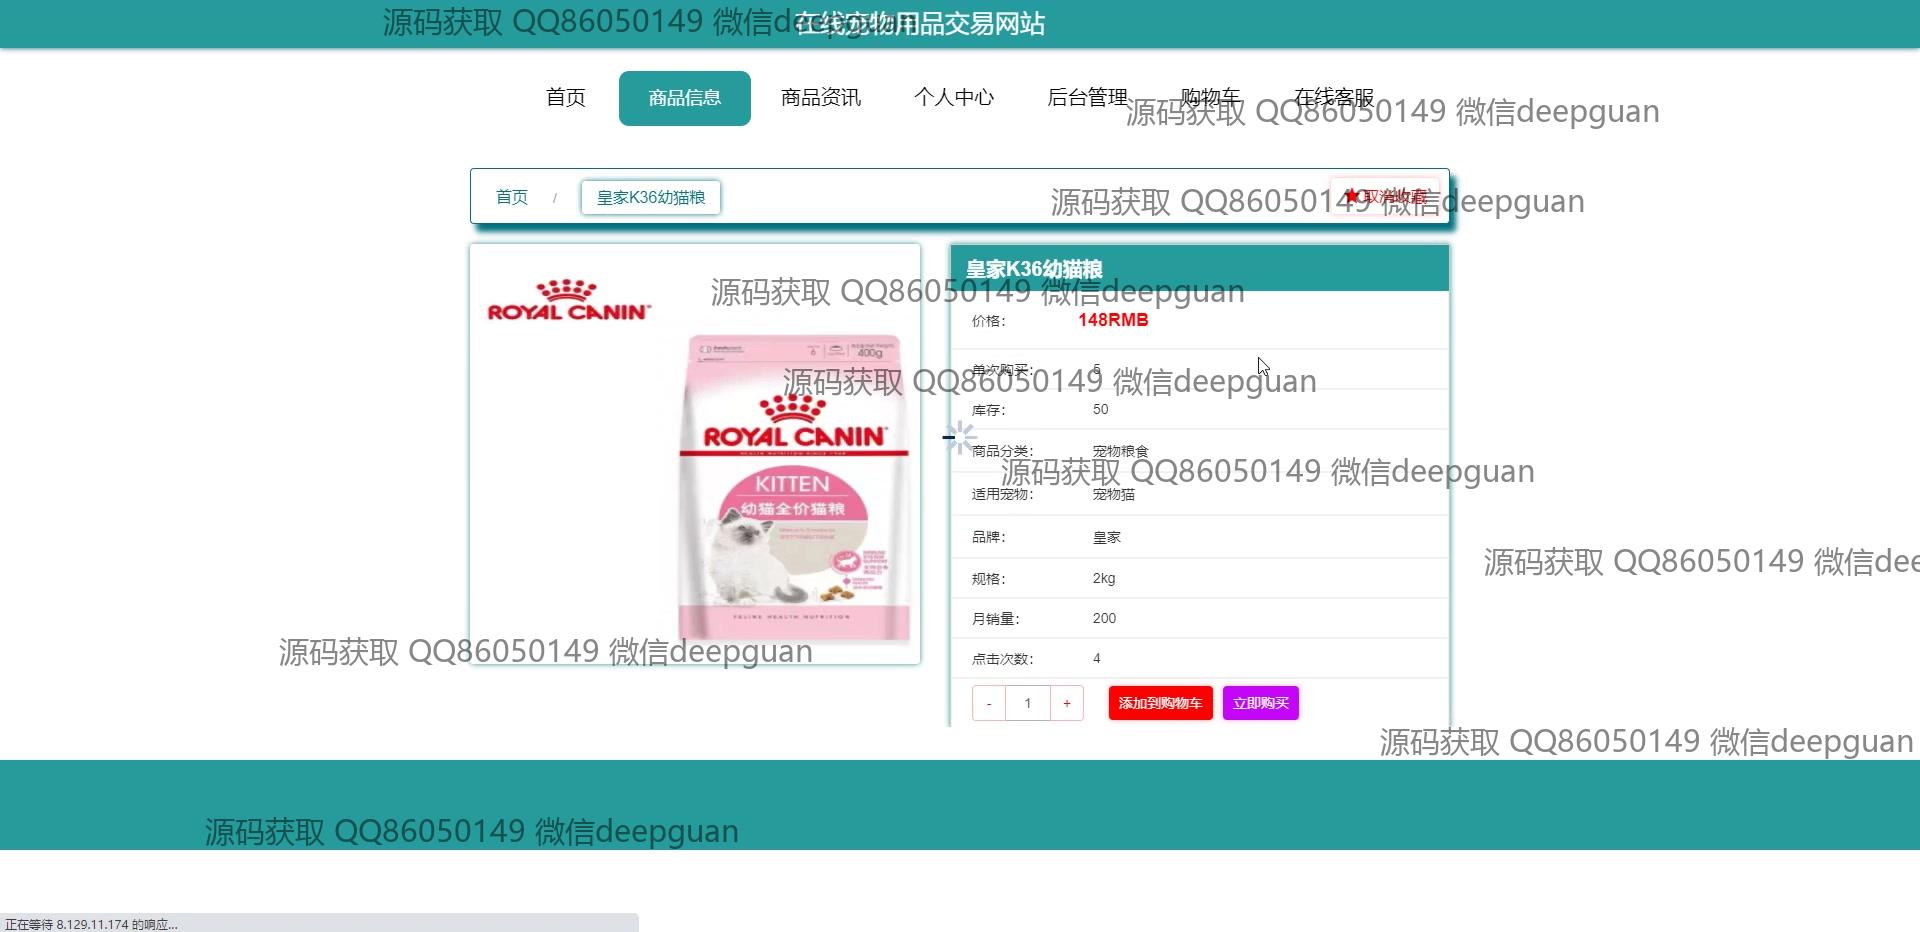 在线宠物用品交易网站
源码获取 QQ86050149 微信deepguan
首页 商品信息 商品资讯 个人中心 后台管理 购物车 在线客服
源码获取 QQ86050149 微信deepguan
首页 / 皇家K36幼猫粮 ★取消收藏
源码获取 QQ86050149 微信deepguan
皇家K36幼猫粮
源码获取 QQ86050149 微信deepguan
ROYAL CANIN
价格： 148RMB
400g
单次购买： 5
源码获取 QQ86050149 微信deepguan
库存： 50
ROYAL CANIN
商品分类： 宠物粮食
源码获取 QQ86050149 微信deepguan
KITTEN
幼猫全价猫粮
适用宠物： 宠物猫
品牌： 皇家
源码获取 QQ86050149 微信dee
规格： 2kg
FELINE HEALTH NUTRITION
月销量： 200
源码获取 QQ86050149 微信deepguan
点击次数： 4
- 1 + 添加到购物车 立即购买
源码获取 QQ86050149 微信deepguan
源码获取 QQ86050149 微信deepguan
正在等待 8.129.11.174 的响应...